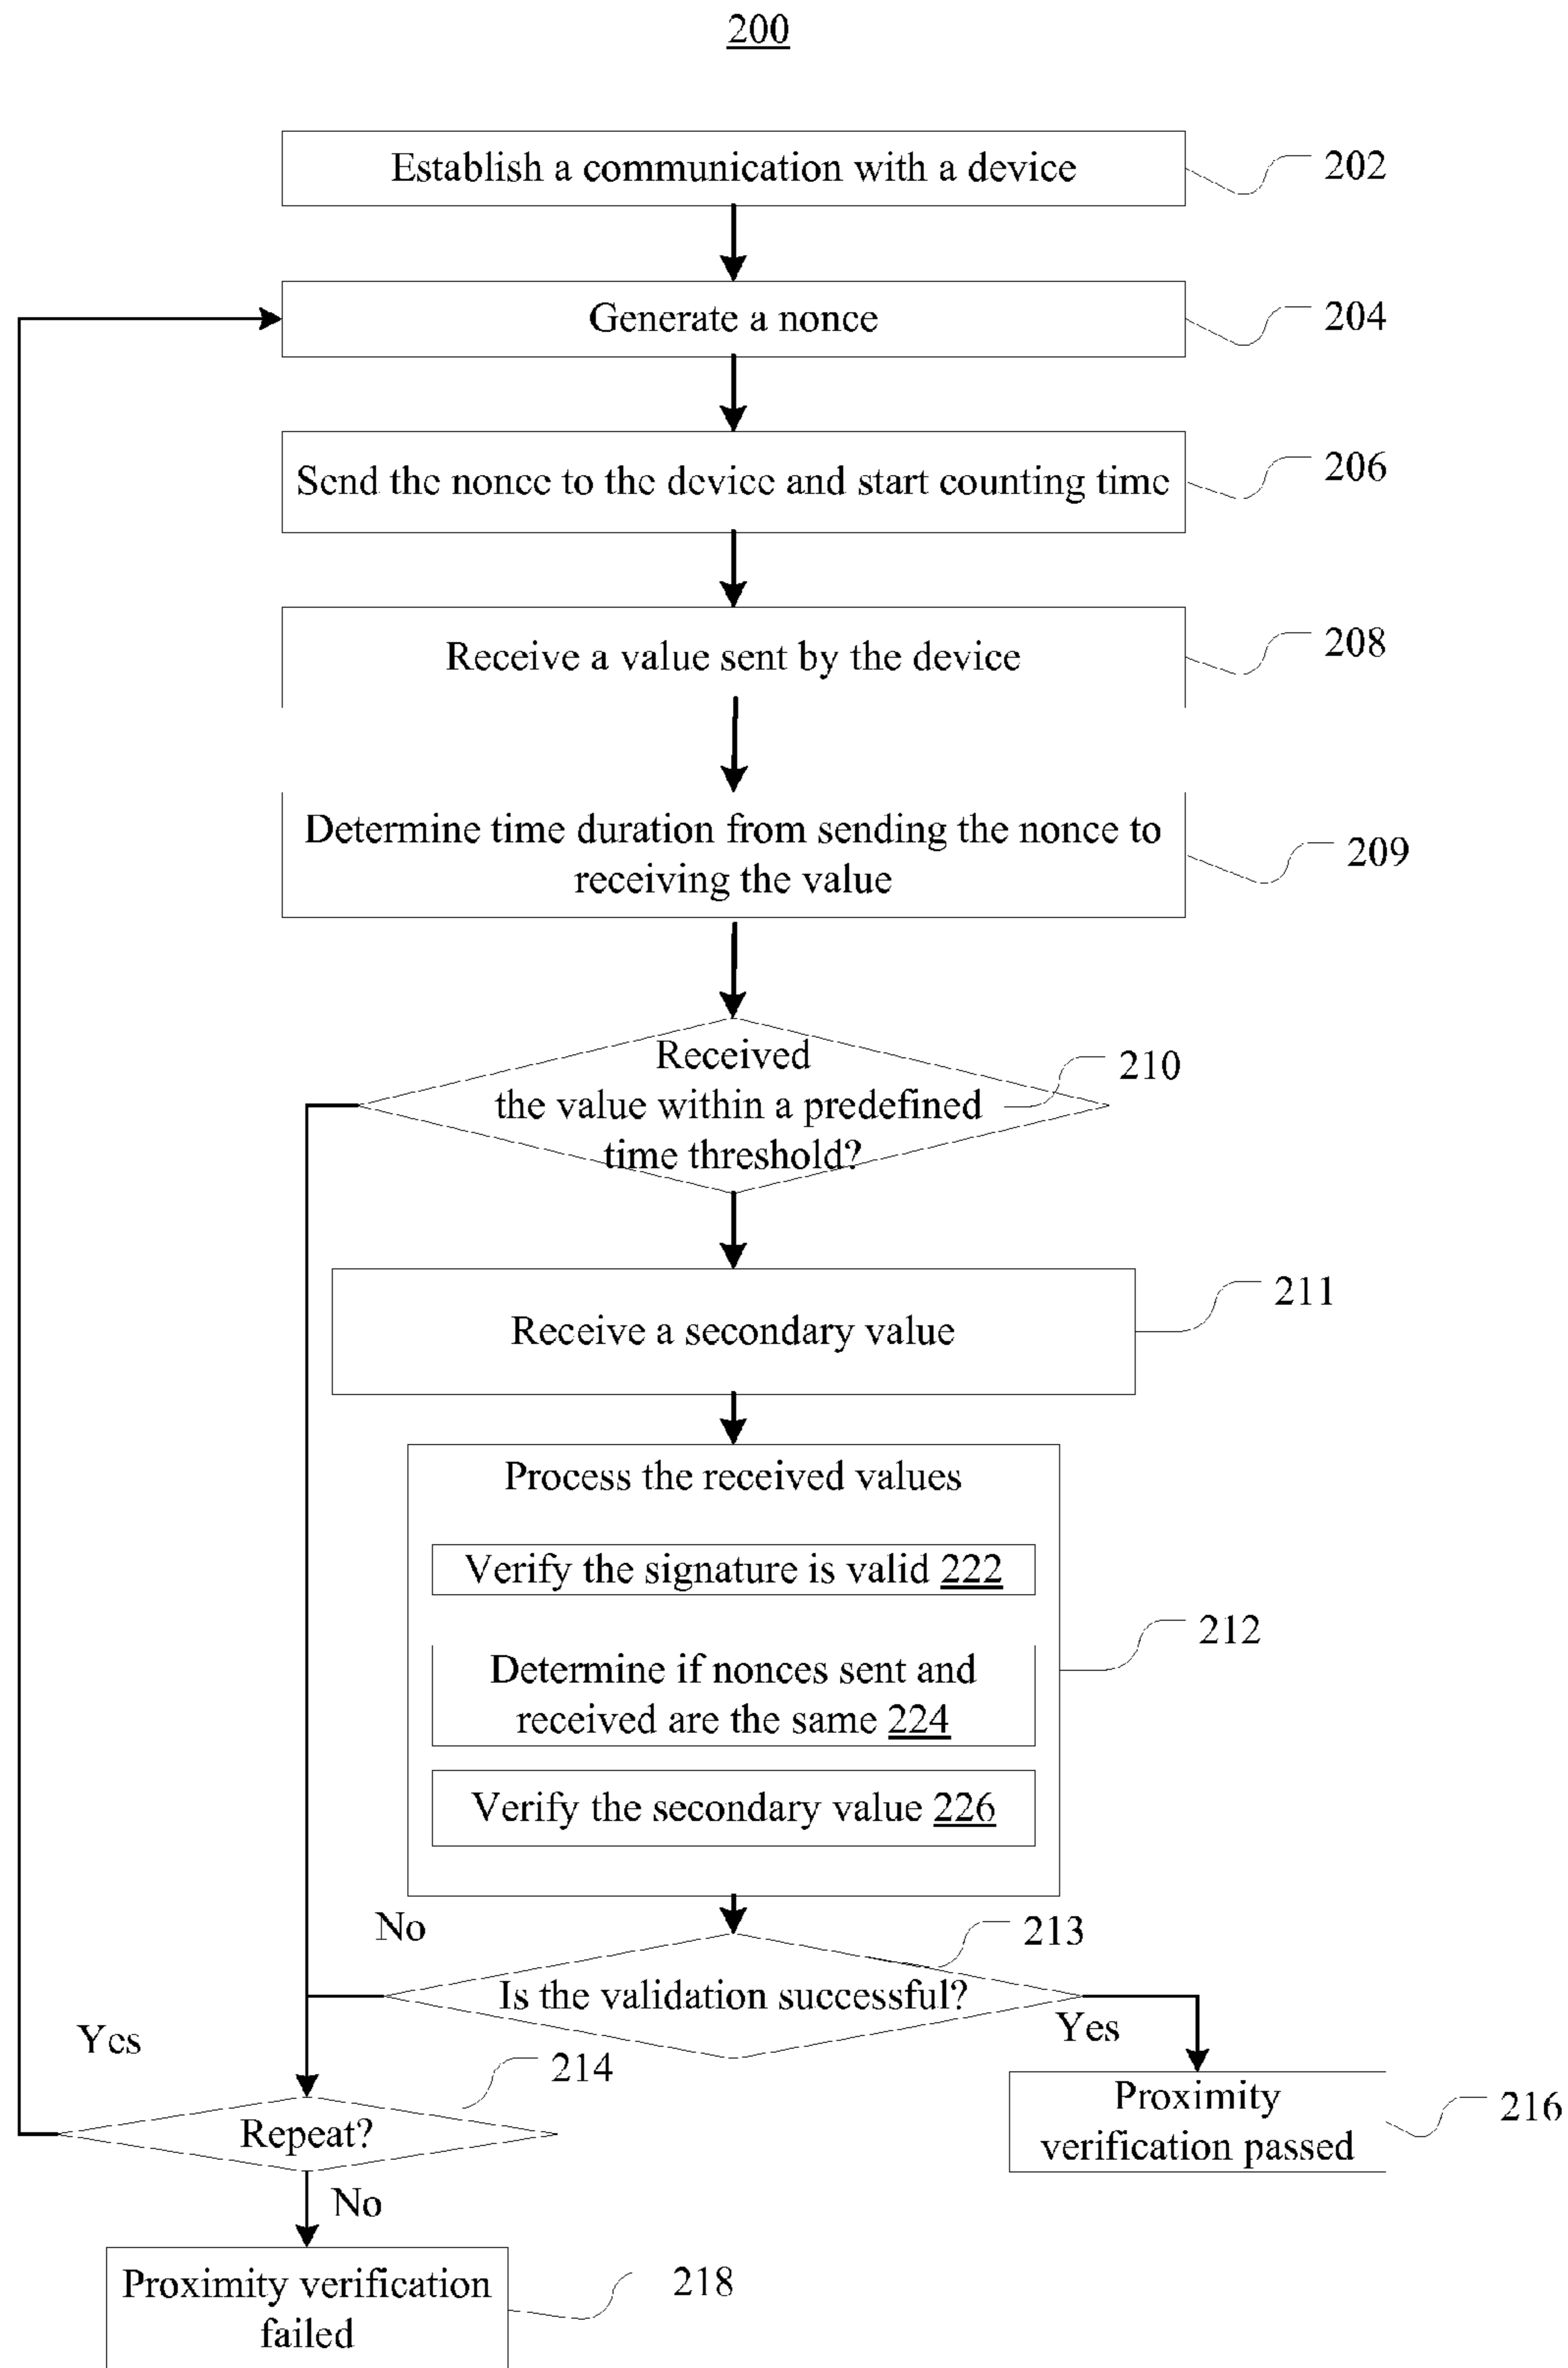 200
Establish a communication with a device
202
Generate a nonce
204
Send the nonce to the device and start counting time
206
Receive a value sent by the device
208
Determine time duration from sending the nonce to
receiving the value
209
Received
the value within a predefined
time threshold?
210
Receive a secondary value
211
Process the received values
Verify the signature is valid 222
Determine if nonces sent and
received are the same 224
Verify the secondary value 226
212
No
213
Is the validation successful?
Yes
Yes
214
Repeat?
Proximity
verification passed
216
No
Proximity verification
failed
218